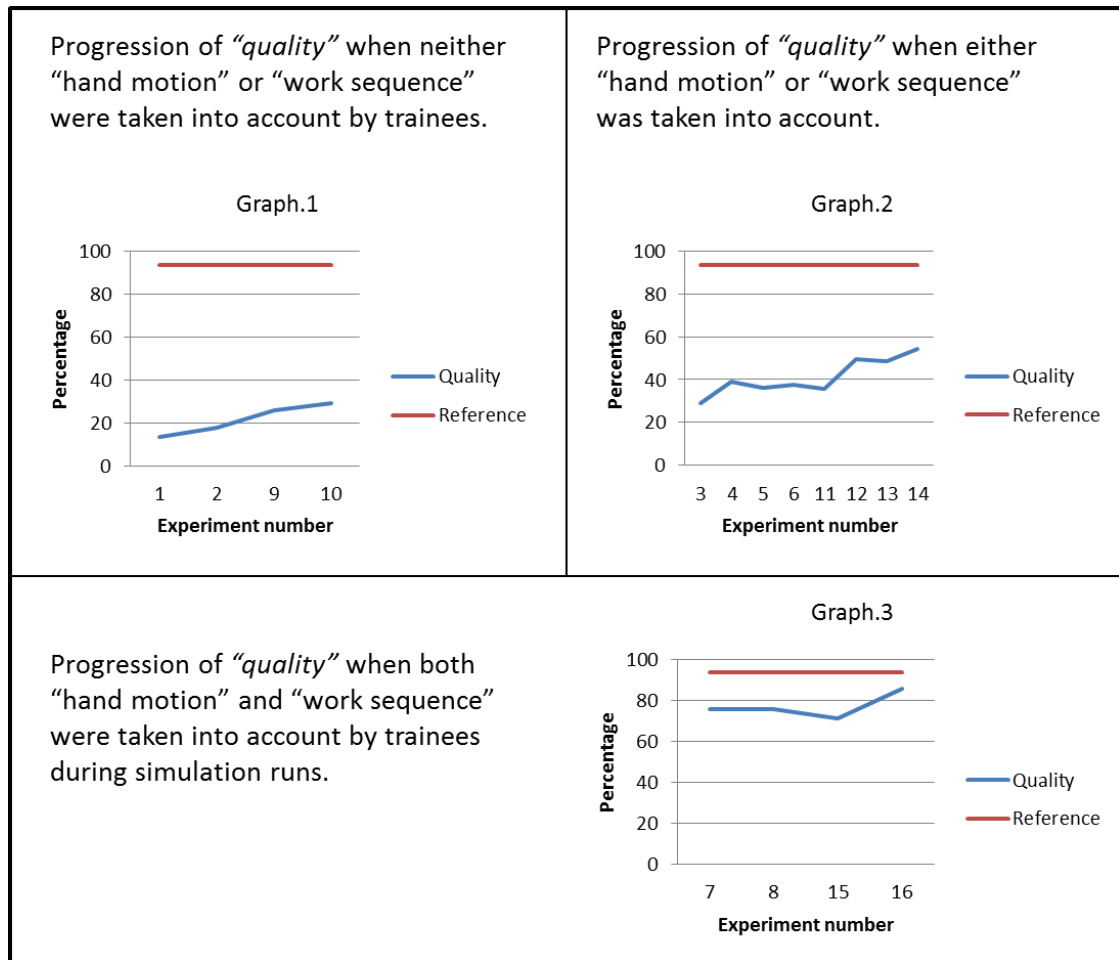 Progression of “quality” when neither
“hand motion” or “work sequence”
were taken into account by trainees.
Graph.1
100
80
60
40
20
0
Percentage
1 2 9 10
Experiment number
Quality
Reference
Progression of “quality” when either
“hand motion” or “work sequence”
was taken into account.
Graph.2
100
80
60
40
20
0
Percentage
3 4 5 6 11 12 13 14
Experiment number
Quality
Reference
Progression of “quality” when both
“hand motion” and “work sequence”
were taken into account by trainees
during simulation runs.
Graph.3
100
80
60
40
20
0
Percentage
7 8 15 16
Experiment number
Quality
Reference